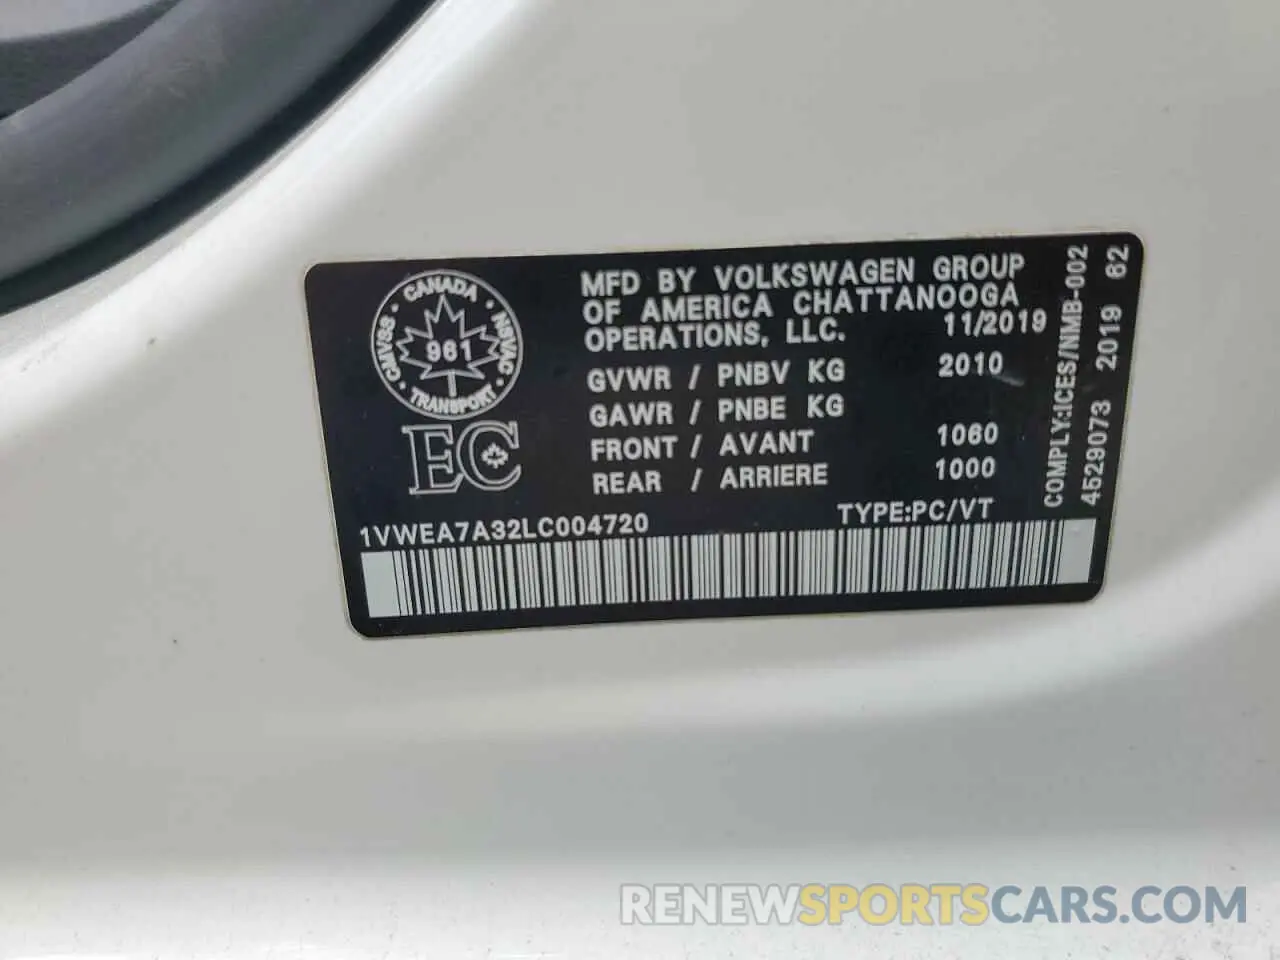 CANADA
CMVSS
NSVAC
961
TRANSPORT
EC
MFD BY VOLKSWAGEN GROUP
OF AMERICA CHATTANOOGA
OPERATIONS, LLC. 11/2019
GVWR / PNBV KG 2010
GAWR / PNBE KG
FRONT / AVANT 1060
REAR / ARRIERE 1000
1VWEA7A32LC004720 TYPE:PC/VT
COMPLY:ICES/NMB-002
4529073 2019 82
RENEWSPORTSCARS.COM